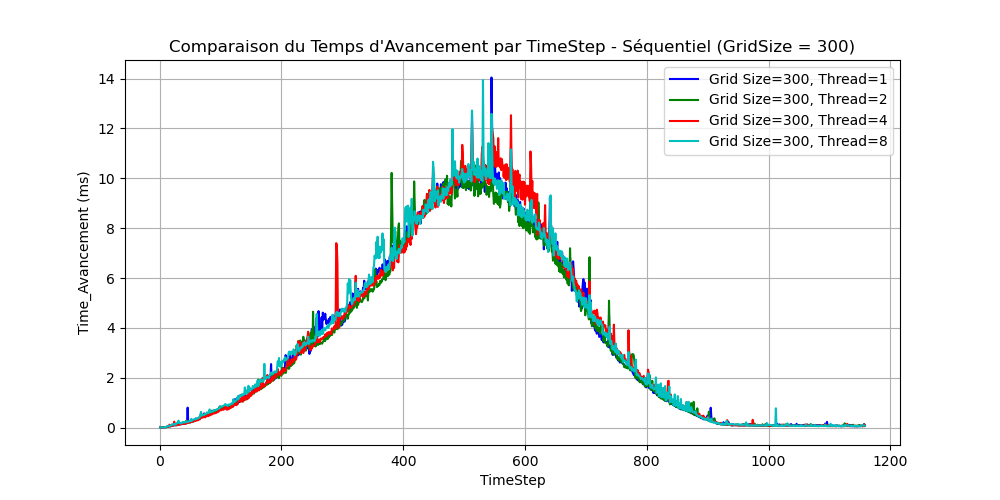 Comparaison du Temps d'Avancement par TimeStep - Séquentiel (GridSize = 300)
Grid Size=300, Thread=1
Grid Size=300, Thread=2
Grid Size=300, Thread=4
Grid Size=300, Thread=8
Time_Avancement (ms)
14
12
10
8
6
4
2
0
0 200 400 600 800 1000 1200
TimeStep